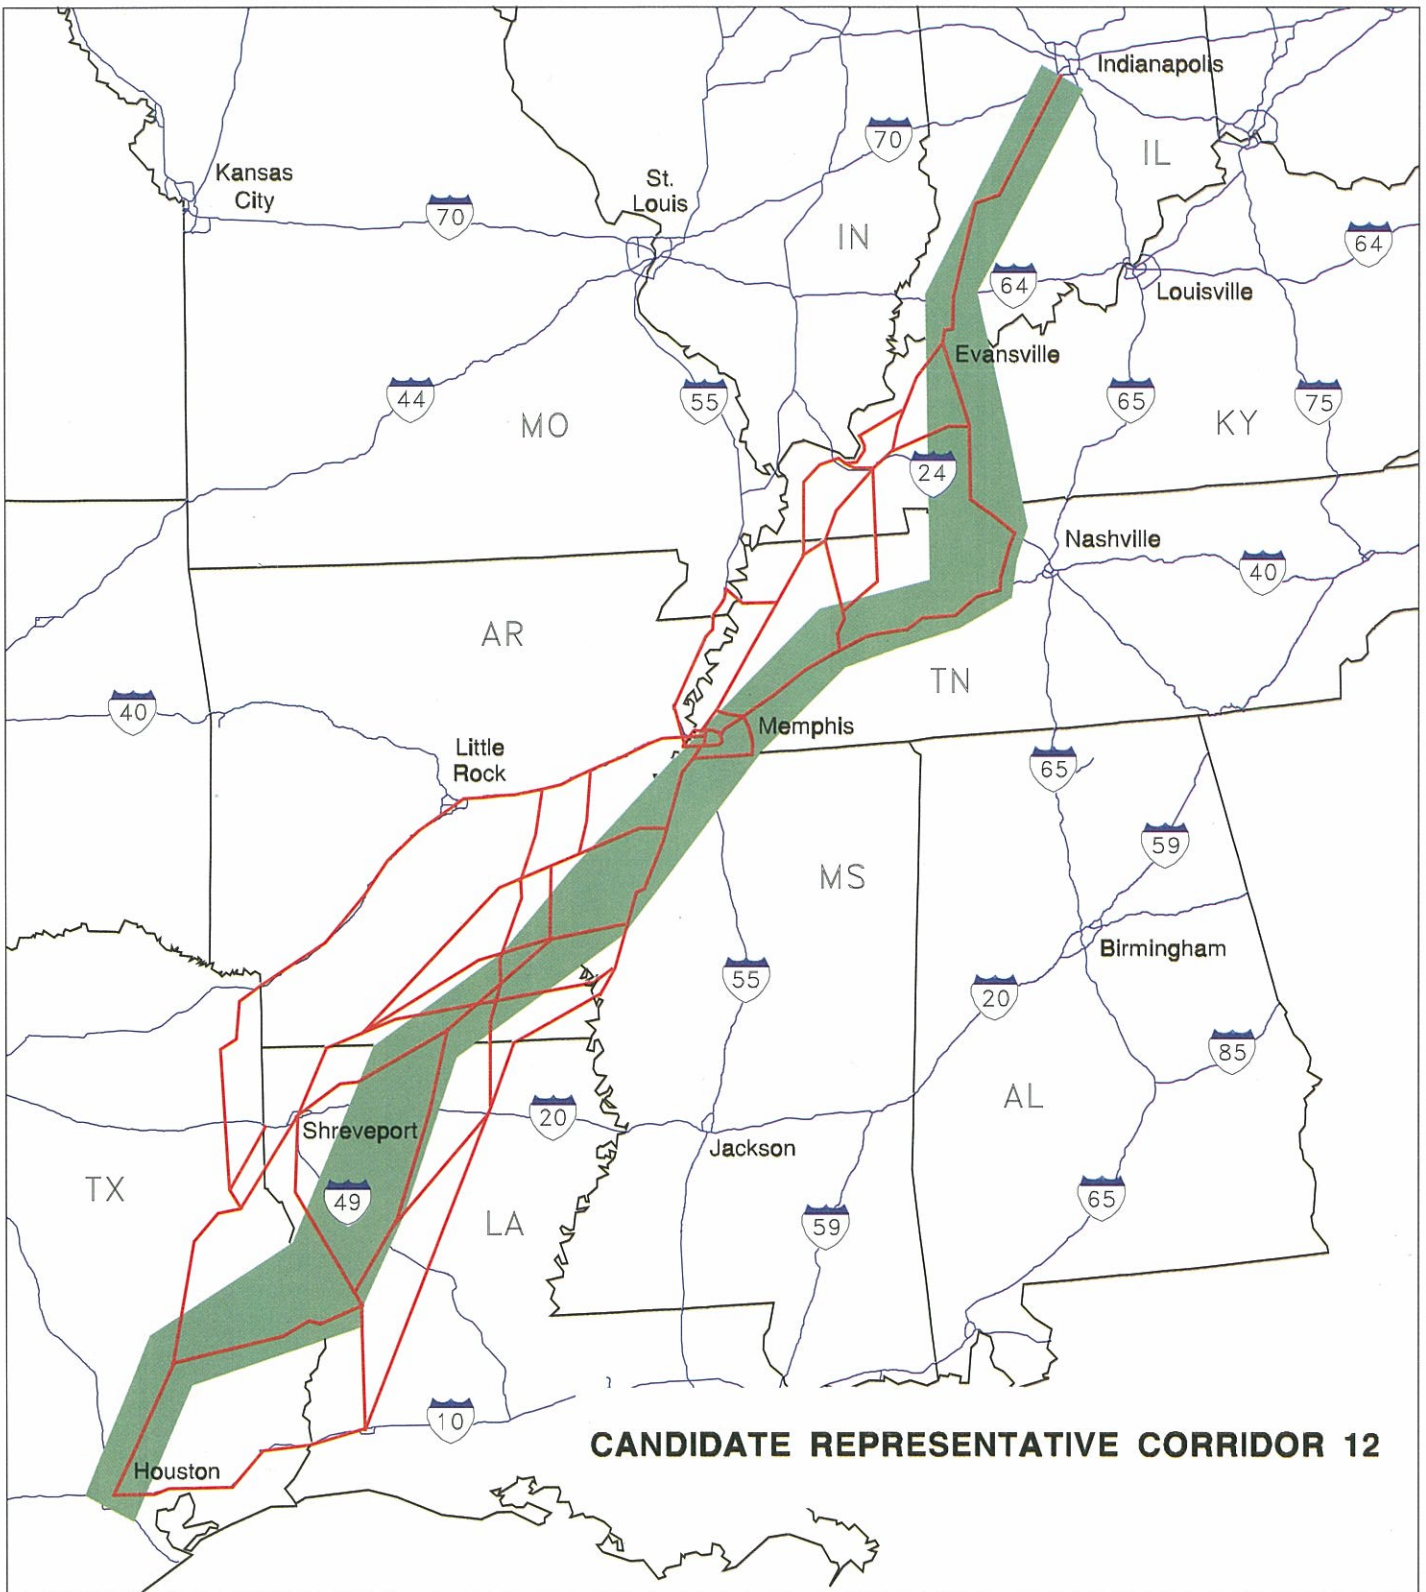 Indianapolis
70
IL
Kansas
City
St.
Louis
70
IN
64
64
Louisville
Evansville
44
55
65
75
MO
KY
24
Nashville
40
AR
TN
40
Memphis
Little
Rock
65
59
MS
Birmingham
55
20
85
AL
20
Shreveport
Jackson
TX
49
65
LA
59
10
CANDIDATE REPRESENTATIVE CORRIDOR 12
Houston